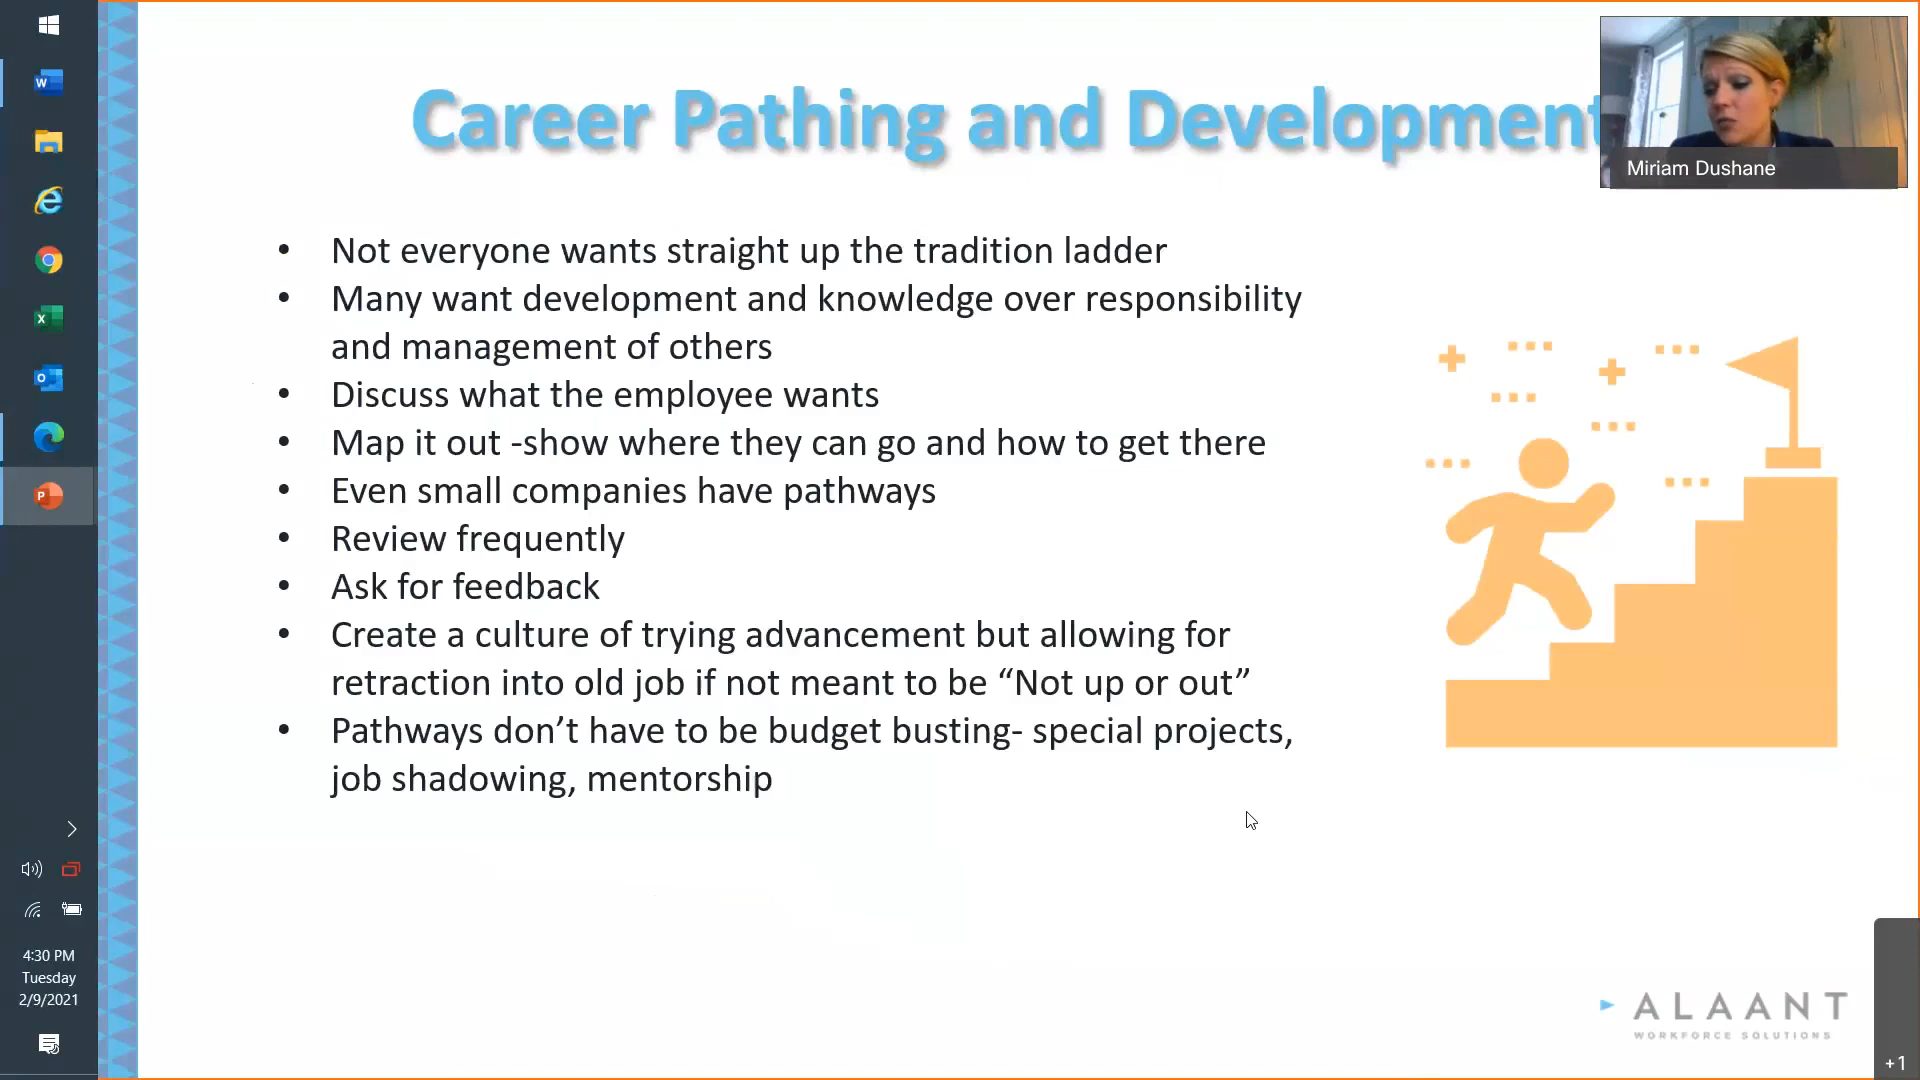 Career Pathing and Development
Miriam Dushane
• Not everyone wants straight up the tradition ladder
• Many want development and knowledge over responsibility
and management of others
• Discuss what the employee wants
• Map it out -show where they can go and how to get there
• Even small companies have pathways
• Review frequently
• Ask for feedback
• Create a culture of trying advancement but allowing for
retraction into old job if not meant to be “Not up or out”
• Pathways don’t have to be budget busting- special projects,
job shadowing, mentorship
4:30 PM
Tuesday
2/9/2021
ALAANT
WORKFORCE SOLUTIONS
+1